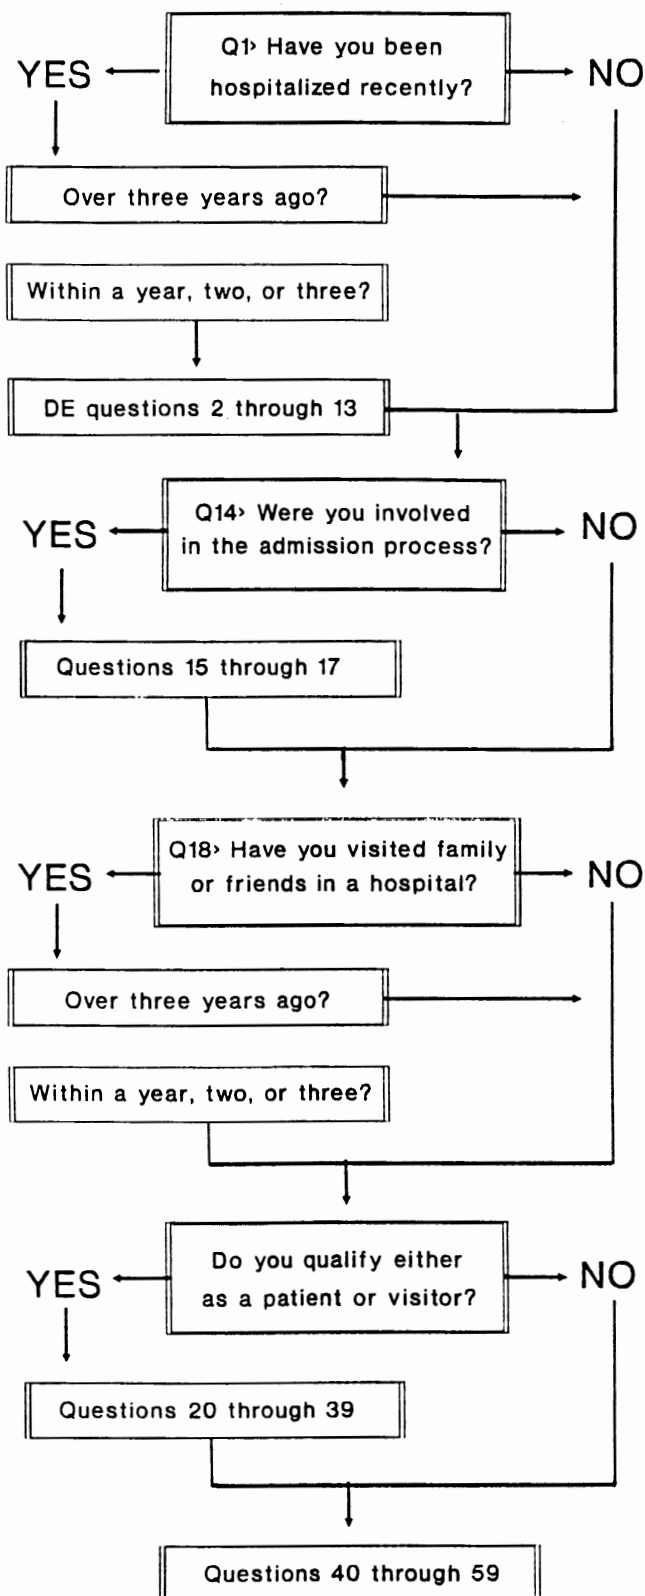 Q1› Have you been
hospitalized recently?
YES
NO
Over three years ago?
Within a year, two, or three?
DE questions 2 through 13
Q14› Were you involved
in the admission process?
YES
NO
Questions 15 through 17
Q18› Have you visited family
or friends in a hospital?
YES
NO
Over three years ago?
Within a year, two, or three?
Do you qualify either
as a patient or visitor?
YES
NO
Questions 20 through 39
Questions 40 through 59